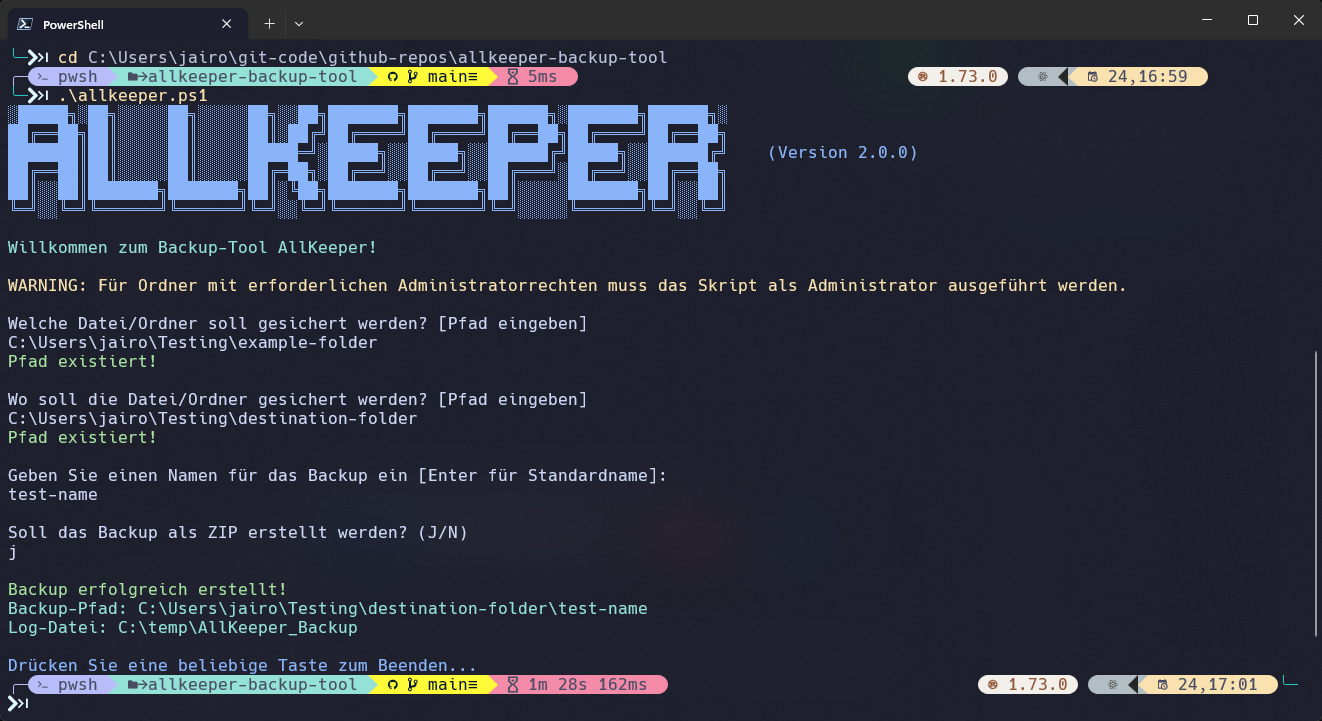 PowerShell
cd C:\Users\jairo\git-code\github-repos\allkeeper-backup-tool
pwsh allkeeper-backup-tool main≡ 5ms 1.73.0 24,16:59
.\allkeeper.ps1
ALLKEEPER
(Version 2.0.0)
Willkommen zum Backup-Tool AllKeeper!
WARNING: Für Ordner mit erforderlichen Administratorrechten muss das Skript als Administrator ausgeführt werden.
Welche Datei/Ordner soll gesichert werden? [Pfad eingeben]
C:\Users\jairo\Testing\example-folder
Pfad existiert!
Wo soll die Datei/Ordner gesichert werden? [Pfad eingeben]
C:\Users\jairo\Testing\destination-folder
Pfad existiert!
Geben Sie einen Namen für das Backup ein [Enter für Standardname]:
test-name
Soll das Backup als ZIP erstellt werden? (J/N)
j
Backup erfolgreich erstellt!
Backup-Pfad: C:\Users\jairo\Testing\destination-folder\test-name
Log-Datei: C:\temp\AllKeeper_Backup
Drücken Sie eine beliebige Taste zum Beenden...
pwsh allkeeper-backup-tool main≡ 1m 28s 162ms 1.73.0 24,17:01